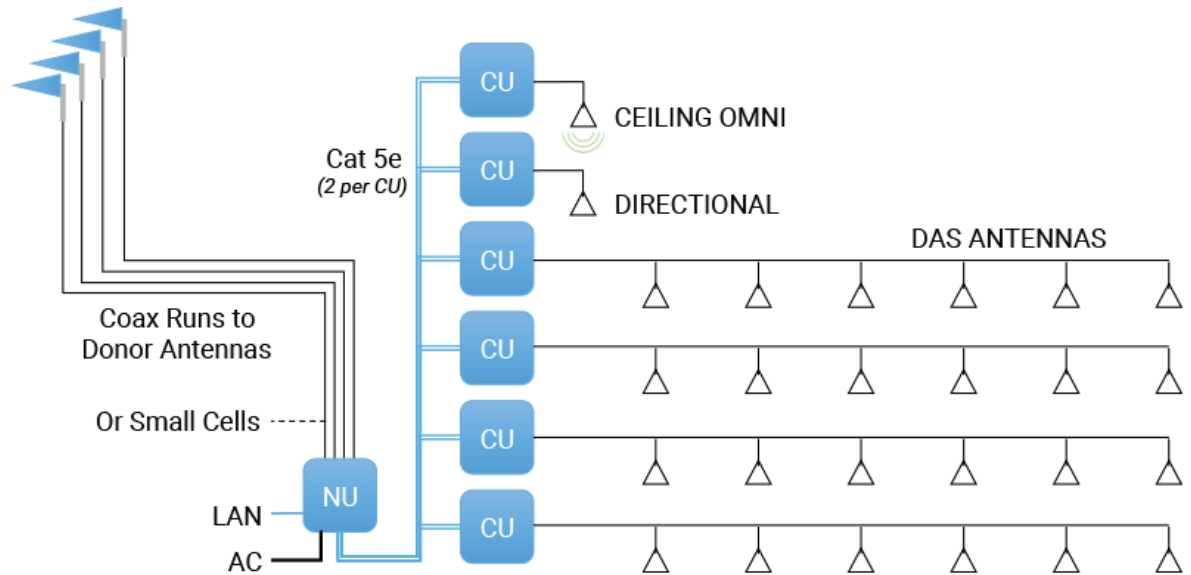 CU
CEILING OMNI
Cat 5e
(2 per CU)
CU
DIRECTIONAL
DAS ANTENNAS
CU
Coax Runs to
Donor Antennas
CU
Or Small Cells
CU
NU
LAN
CU
AC